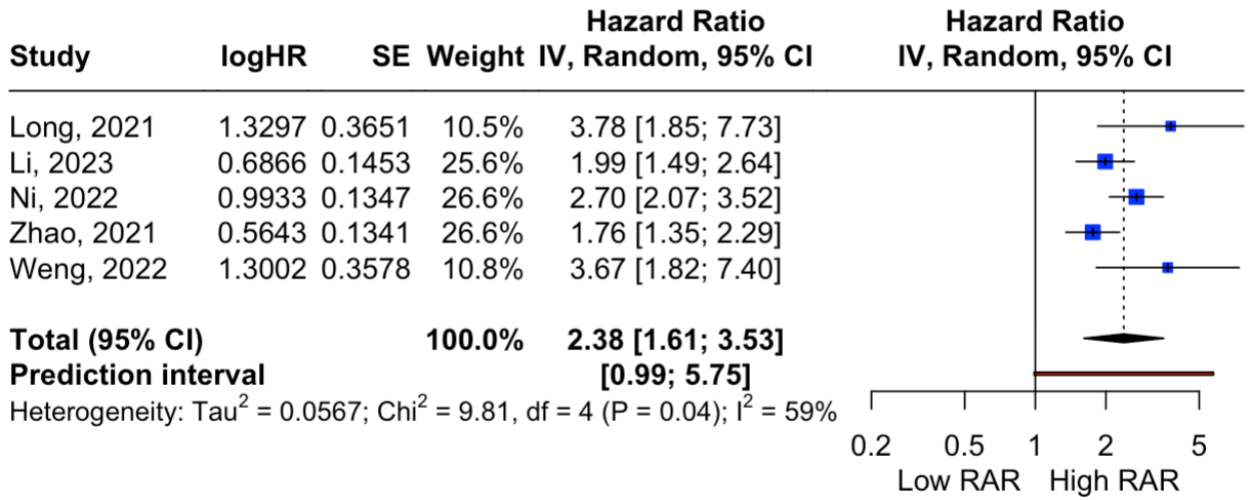 Hazard Ratio Hazard Ratio
Study logHR SE Weight IV, Random, 95% CI IV, Random, 95% CI
Long, 2021 1.3297 0.3651 10.5% 3.78 [1.85; 7.73]
Li, 2023 0.6866 0.1453 25.6% 1.99 [1.49; 2.64]
Ni, 2022 0.9933 0.1347 26.6% 2.70 [2.07; 3.52]
Zhao, 2021 0.5643 0.1341 26.6% 1.76 [1.35; 2.29]
Weng, 2022 1.3002 0.3578 10.8% 3.67 [1.82; 7.40]
Total (95% CI) 100.0% 2.38 [1.61; 3.53]
Prediction interval [0.99; 5.75]
Heterogeneity: Tau² = 0.0567; Chi² = 9.81, df = 4 (P = 0.04); I² = 59%
0.2 0.5 1 2 5
Low RAR High RAR